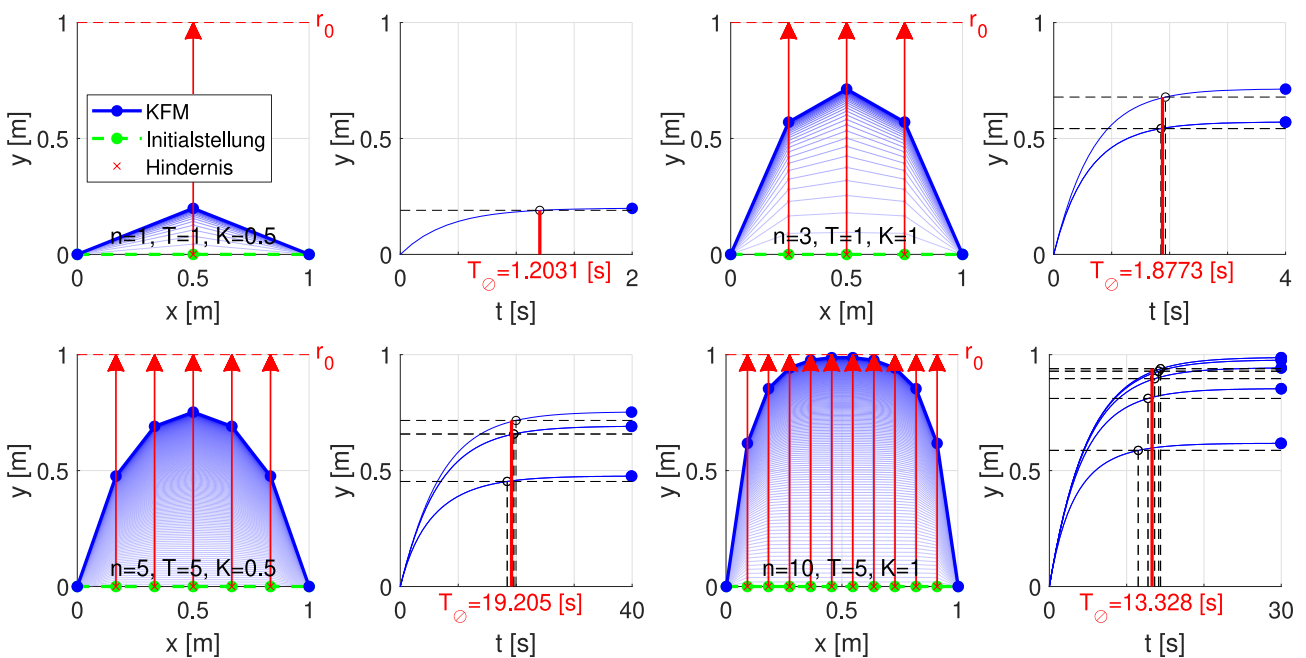 1
r₀
y [m]
0.5
KFM
Initialstellung
Hindernis
n=1, T=1, K=0.5
0
0
0.5
1
x [m]
1
y [m]
0.5
0
0
2
T∅=1.2031 [s]
t [s]
1
r₀
y [m]
0.5
n=3, T=1, K=1
0
0
0.5
1
x [m]
1
y [m]
0.5
0
0
4
T∅=1.8773 [s]
t [s]
1
r₀
y [m]
0.5
n=5, T=5, K=0.5
0
0
0.5
1
x [m]
1
y [m]
0.5
0
0
40
T∅=19.205 [s]
t [s]
1
r₀
y [m]
0.5
n=10, T=5, K=1
0
0
0.5
1
x [m]
1
y [m]
0.5
0
0
30
T∅=13.328 [s]
t [s]